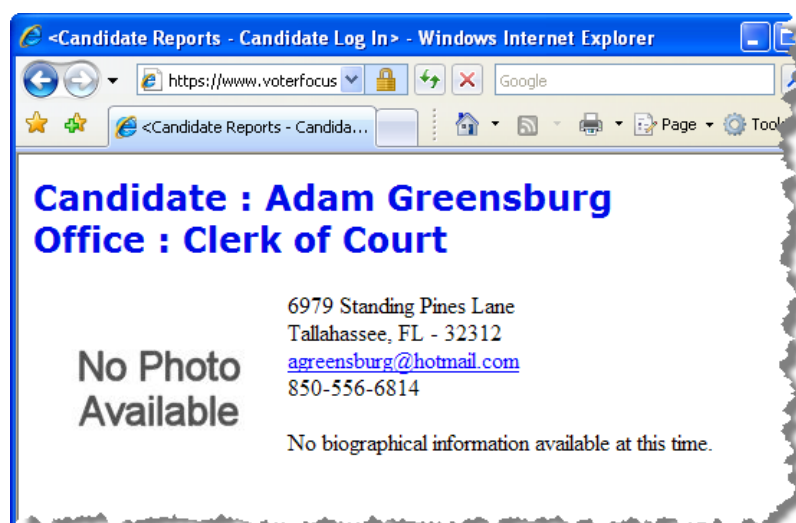 <Candidate Reports - Candidate Log In> - Windows Internet Explorer
https://www.voterfocus
Google
<Candidate Reports - Candida...
Page
Candidate : Adam Greensburg
Office : Clerk of Court
No Photo
Available
6979 Standing Pines Lane
Tallahassee, FL - 32312
agreensburg@hotmail.com
850-556-6814
No biographical information available at this time.